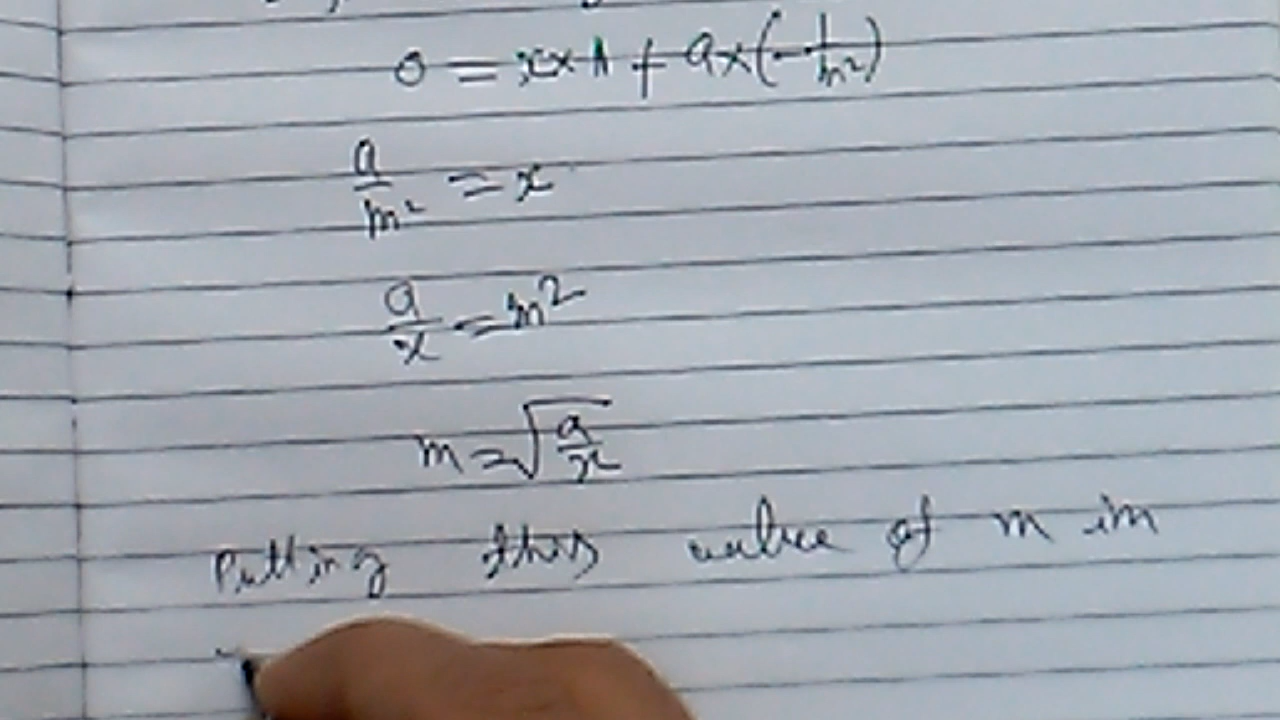 0 = x×1 + a×(-1/m²)
a/m² = x
a/x = m²
m = √(a/x)
Putting this value of m in